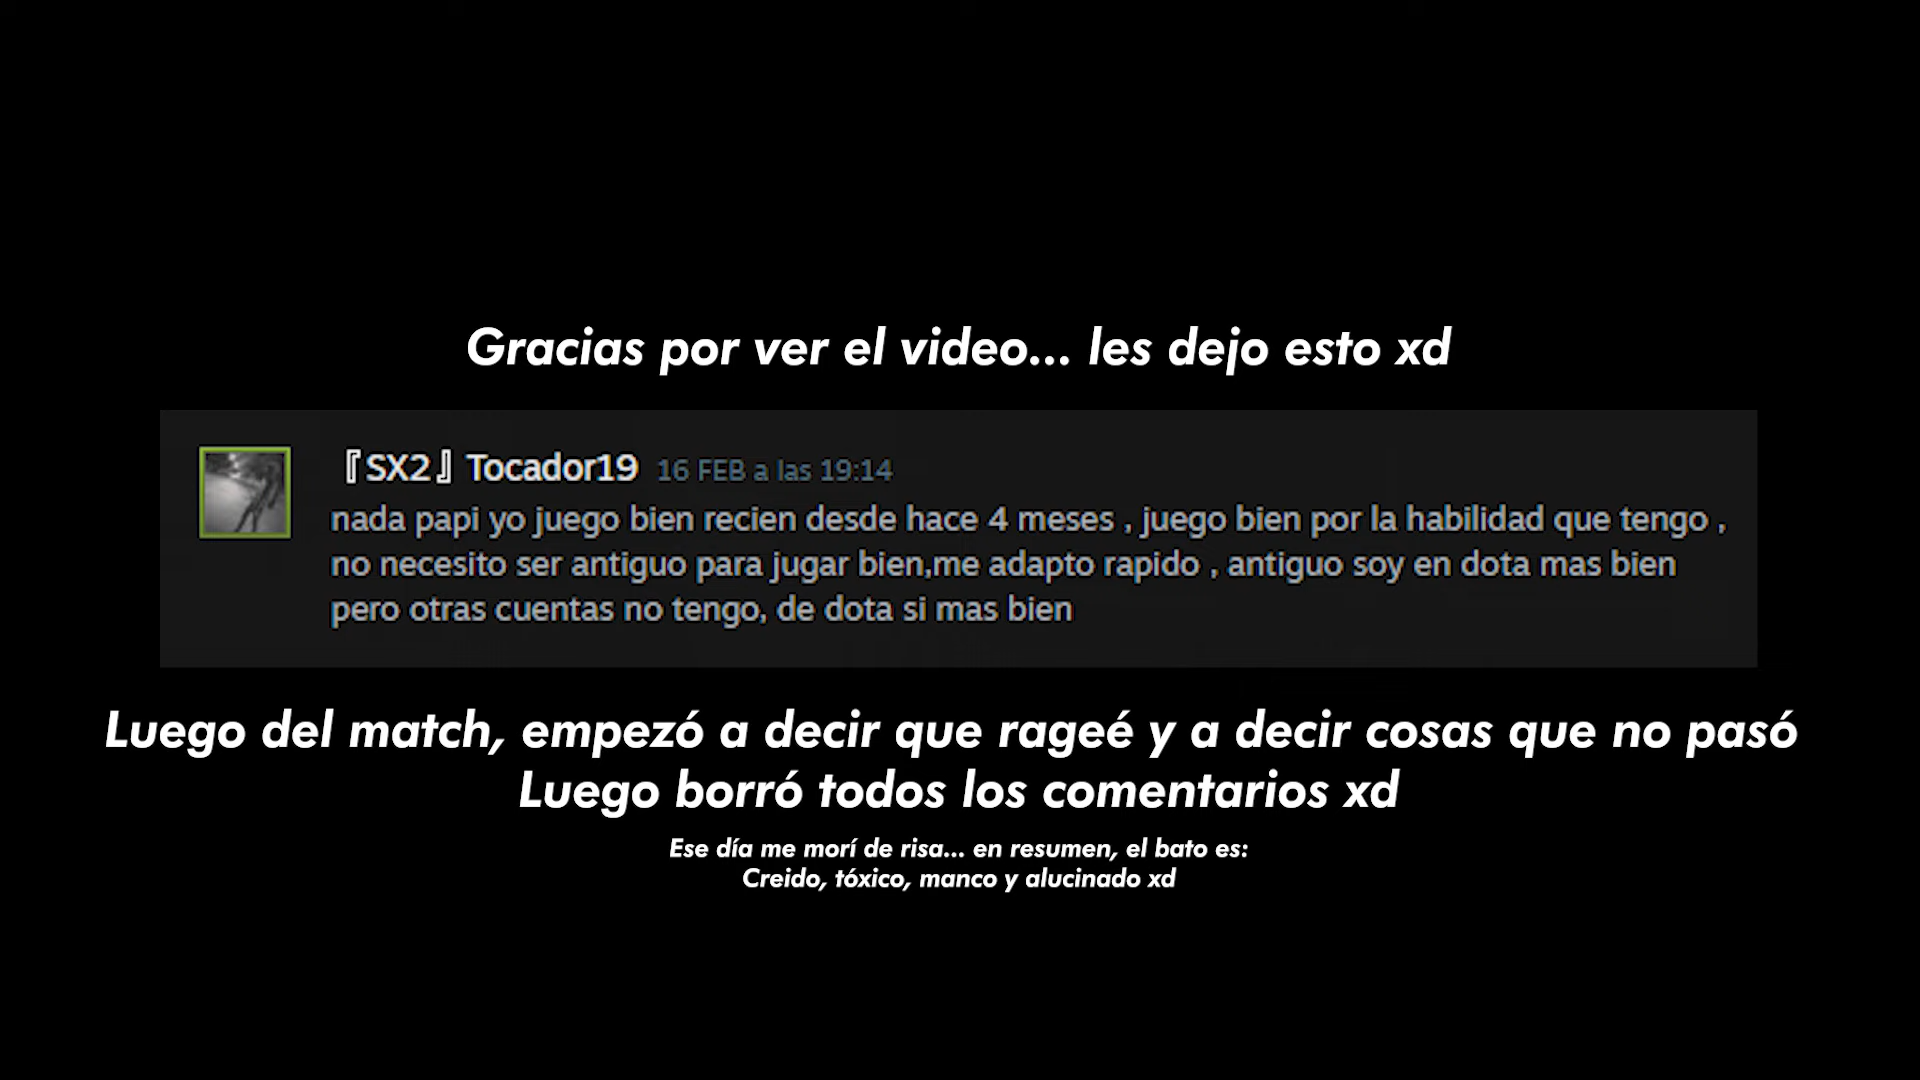 Gracias por ver el video... les dejo esto xd
『SX2』Tocador19 16 FEB a las 19:14
nada papi yo juego bien recien desde hace 4 meses , juego bien por la habilidad que tengo ,
no necesito ser antiguo para jugar bien,me adapto rapido , antiguo soy en dota mas bien
pero otras cuentas no tengo, de dota si mas bien
Luego del match, empezó a decir que rageé y a decir cosas que no pasó
Luego borró todos los comentarios xd
Ese día me morí de risa... en resumen, el bato es:
Creido, tóxico, manco y alucinado xd